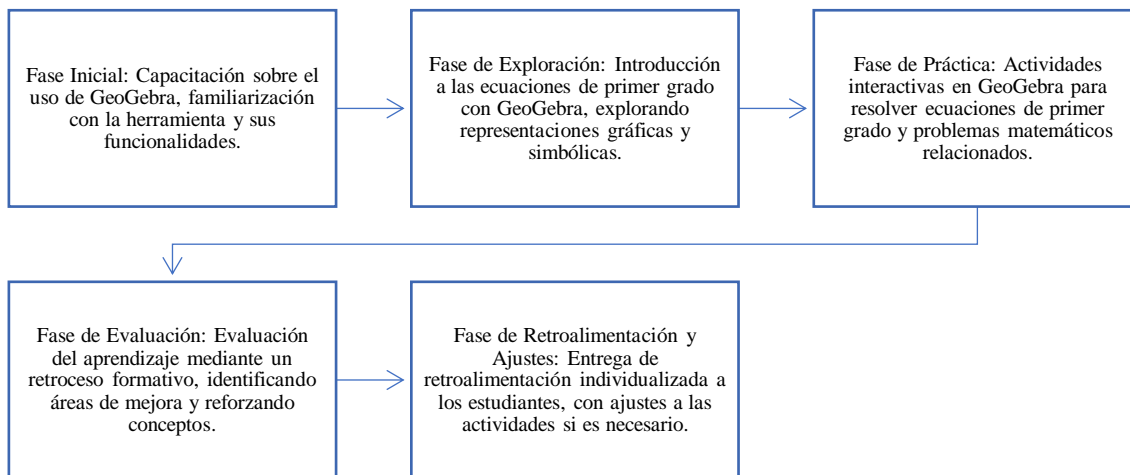 Fase Inicial: Capacitación sobre el
uso de GeoGebra, familiarización
con la herramienta y sus
funcionalidades.
Fase de Exploración: Introducción
a las ecuaciones de primer grado
con GeoGebra, explorando
representaciones gráficas y
simbólicas.
Fase de Práctica: Actividades
interactivas en GeoGebra para
resolver ecuaciones de primer
grado y problemas matemáticos
relacionados.
Fase de Evaluación: Evaluación
del aprendizaje mediante un
retroceso formativo, identificando
áreas de mejora y reforzando
conceptos.
Fase de Retroalimentación y
Ajustes: Entrega de
retroalimentación individualizada a
los estudiantes, con ajustes a las
actividades si es necesario.